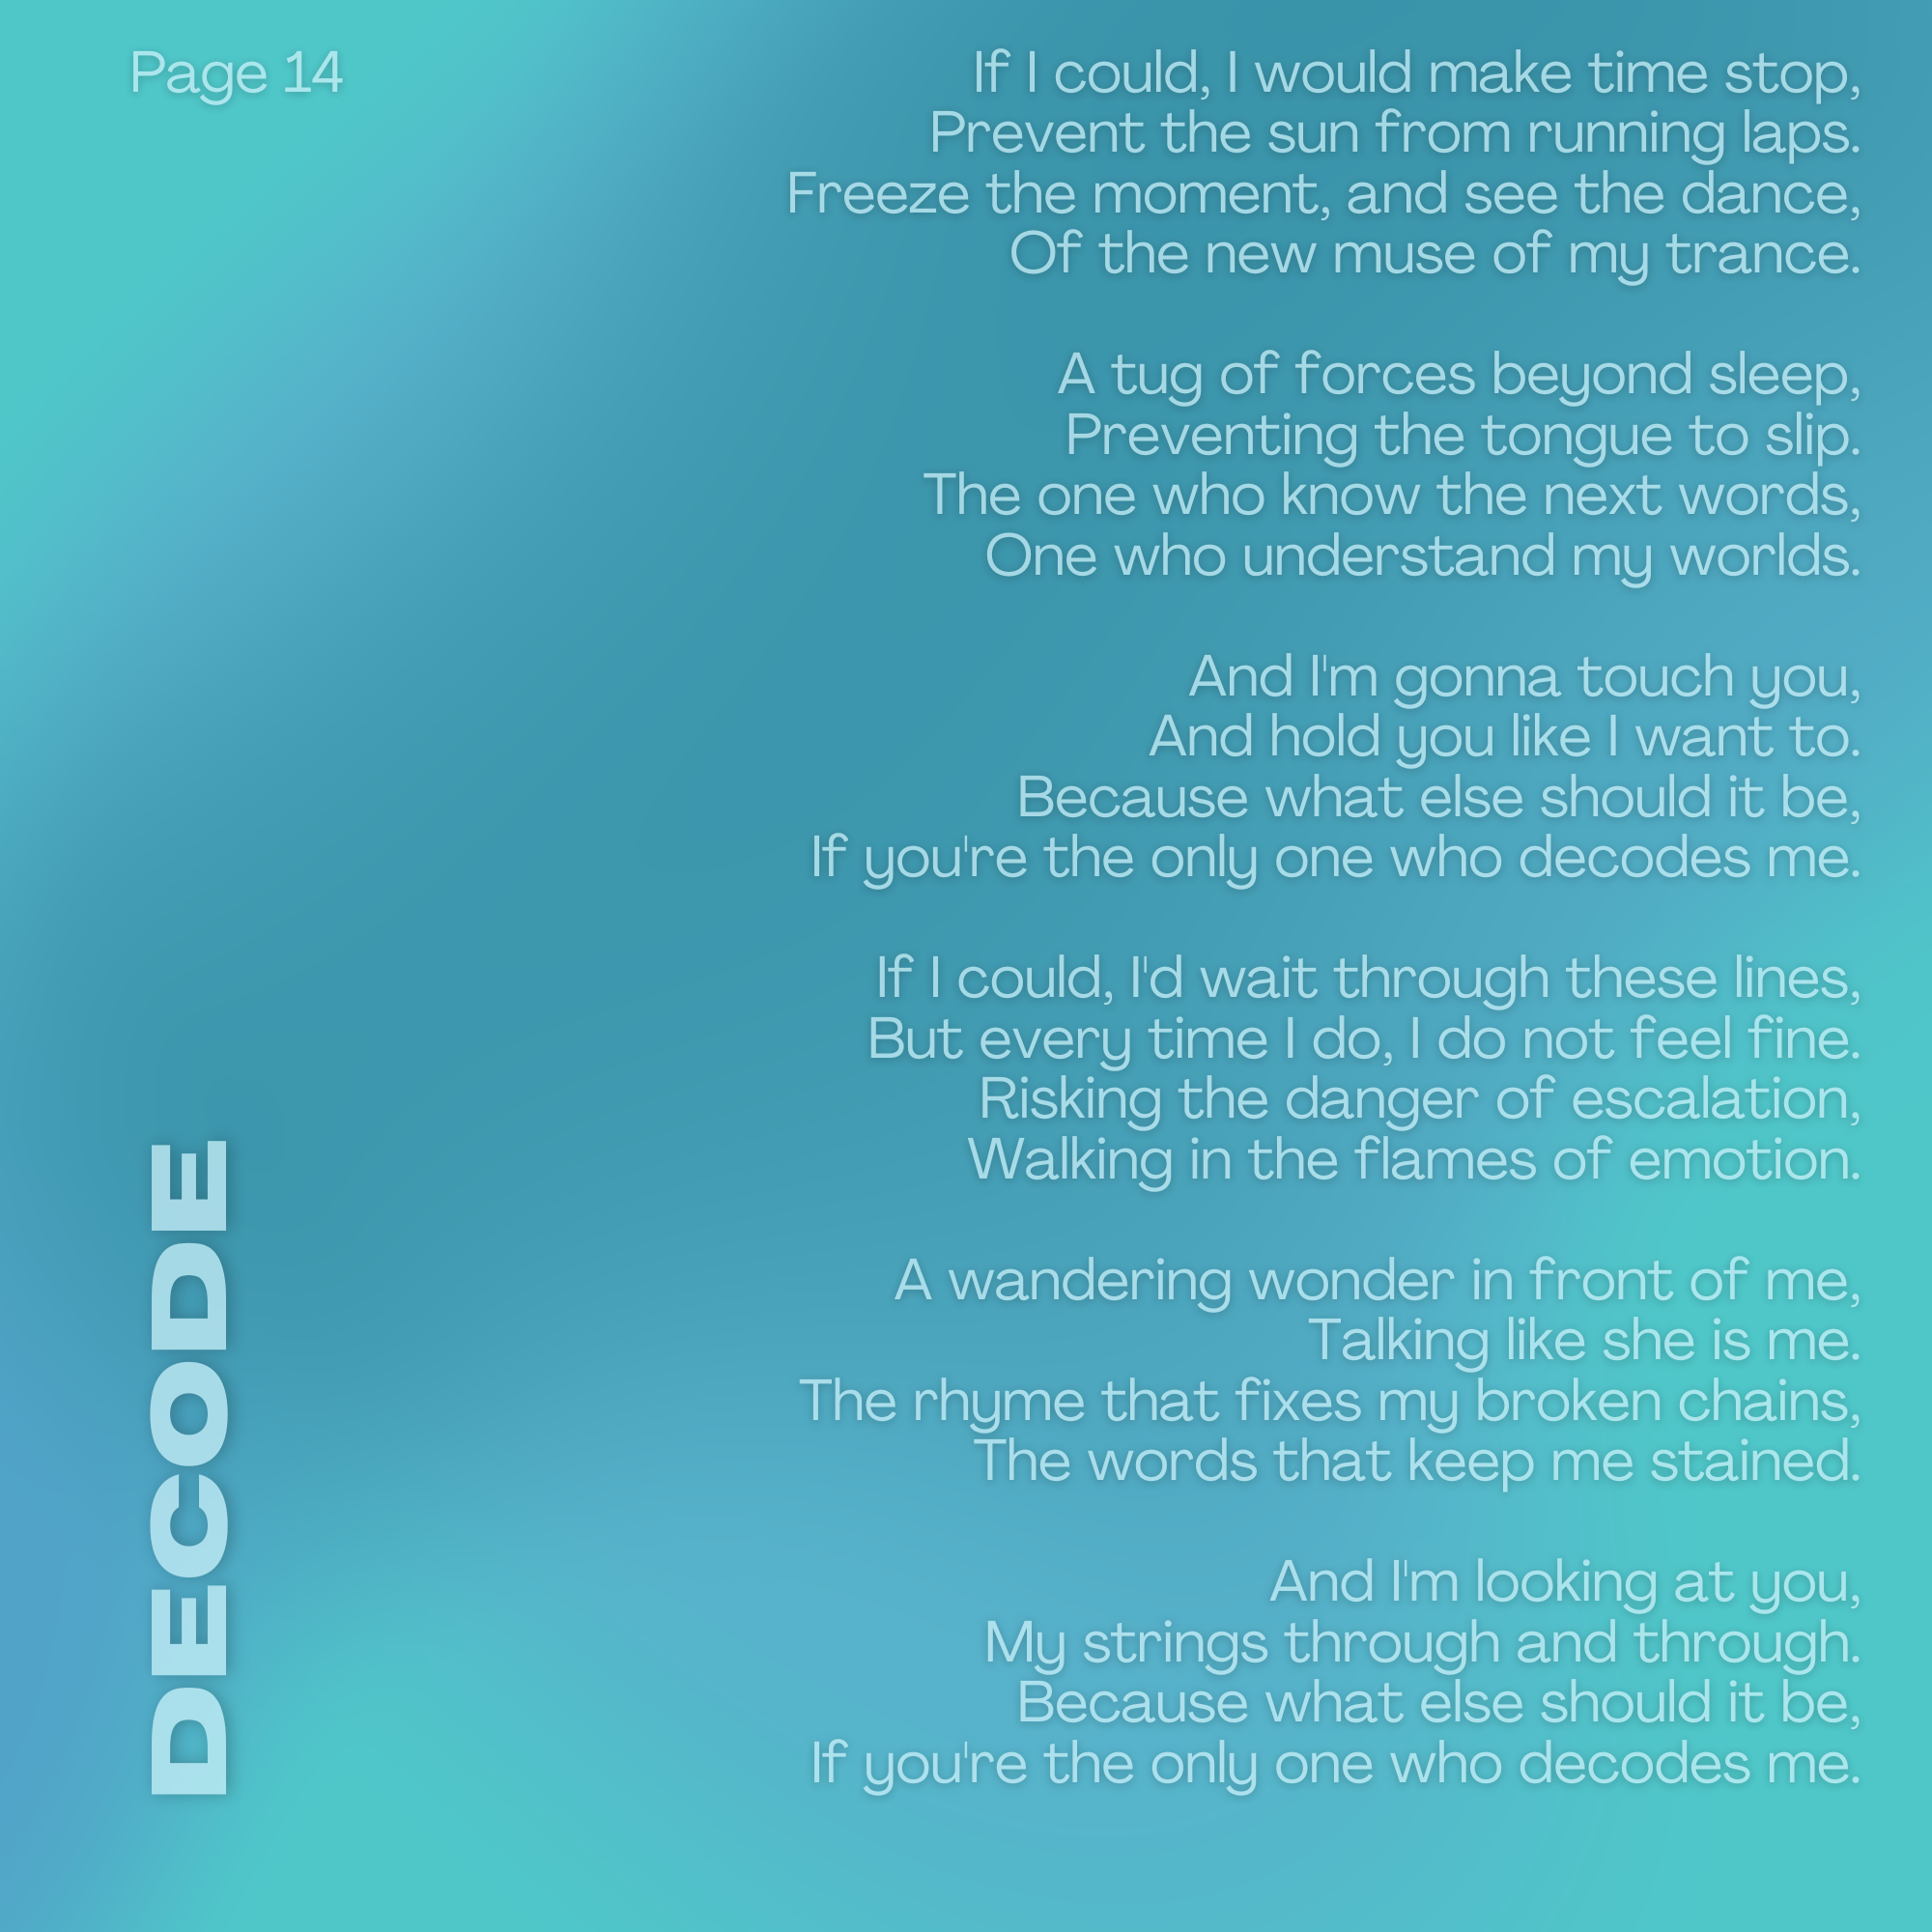 Page 14
If I could, I would make time stop,
Prevent the sun from running laps.
Freeze the moment, and see the dance,
Of the new muse of my trance.
A tug of forces beyond sleep,
Preventing the tongue to slip.
The one who know the next words,
One who understand my worlds.
And I'm gonna touch you,
And hold you like I want to.
Because what else should it be,
If you're the only one who decodes me.
If I could, I'd wait through these lines,
But every time I do, I do not feel fine.
Risking the danger of escalation,
Walking in the flames of emotion.
A wandering wonder in front of me,
Talking like she is me.
The rhyme that fixes my broken chains,
The words that keep me stained.
And I'm looking at you,
My strings through and through.
Because what else should it be,
If you're the only one who decodes me.
DECODE